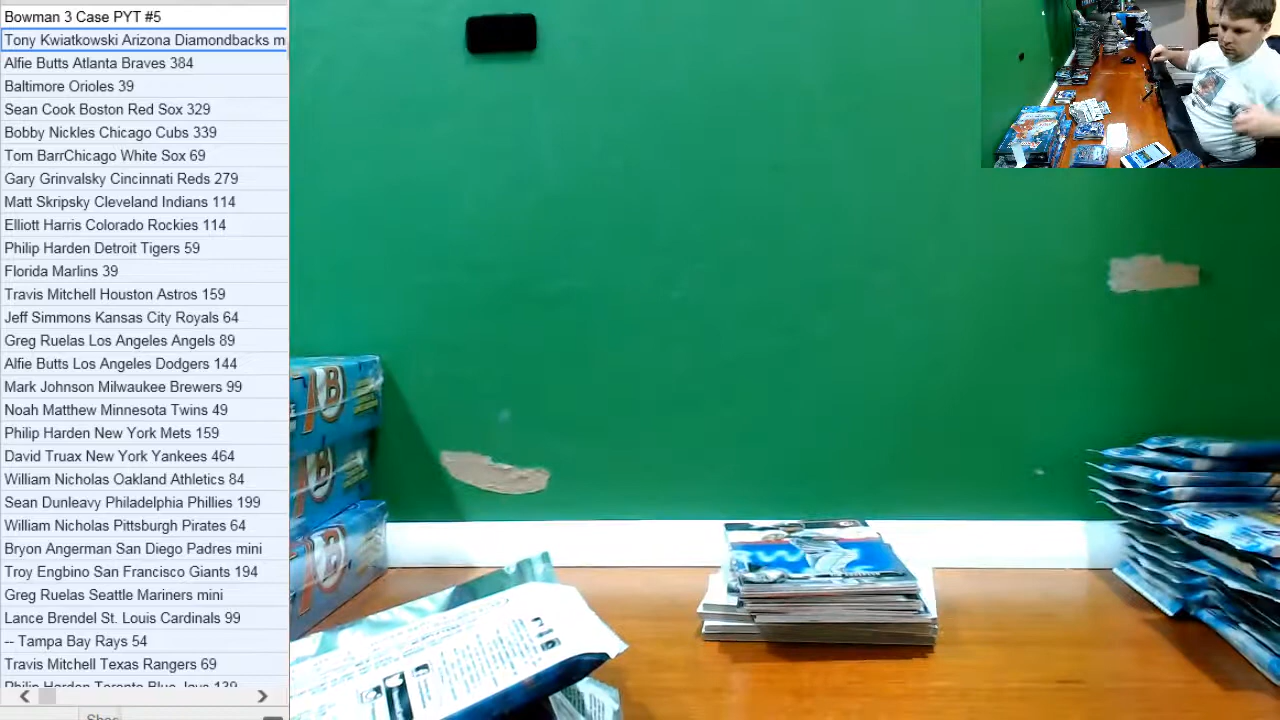 Bowman 3 Case PYT #5
Tony Kwiatkowski Arizona Diamondbacks m
Alfie Butts Atlanta Braves 384
Baltimore Orioles 39
Sean Cook Boston Red Sox 329
Bobby Nickles Chicago Cubs 339
Tom BarrChicago White Sox 69
Gary Grinvalsky Cincinnati Reds 279
Matt Skripsky Cleveland Indians 114
Elliott Harris Colorado Rockies 114
Philip Harden Detroit Tigers 59
Florida Marlins 39
Travis Mitchell Houston Astros 159
Jeff Simmons Kansas City Royals 64
Greg Ruelas Los Angeles Angels 89
Alfie Butts Los Angeles Dodgers 144
Mark Johnson Milwaukee Brewers 99
Noah Matthew Minnesota Twins 49
Philip Harden New York Mets 159
David Truax New York Yankees 464
William Nicholas Oakland Athletics 84
Sean Dunleavy Philadelphia Phillies 199
William Nicholas Pittsburgh Pirates 64
Bryon Angerman San Diego Padres mini
Troy Engbino San Francisco Giants 194
Greg Ruelas Seattle Mariners mini
Lance Brendel St. Louis Cardinals 99
-- Tampa Bay Rays 54
Travis Mitchell Texas Rangers 69
Philip Harden Toronto Blue Jays 139
B
B
B